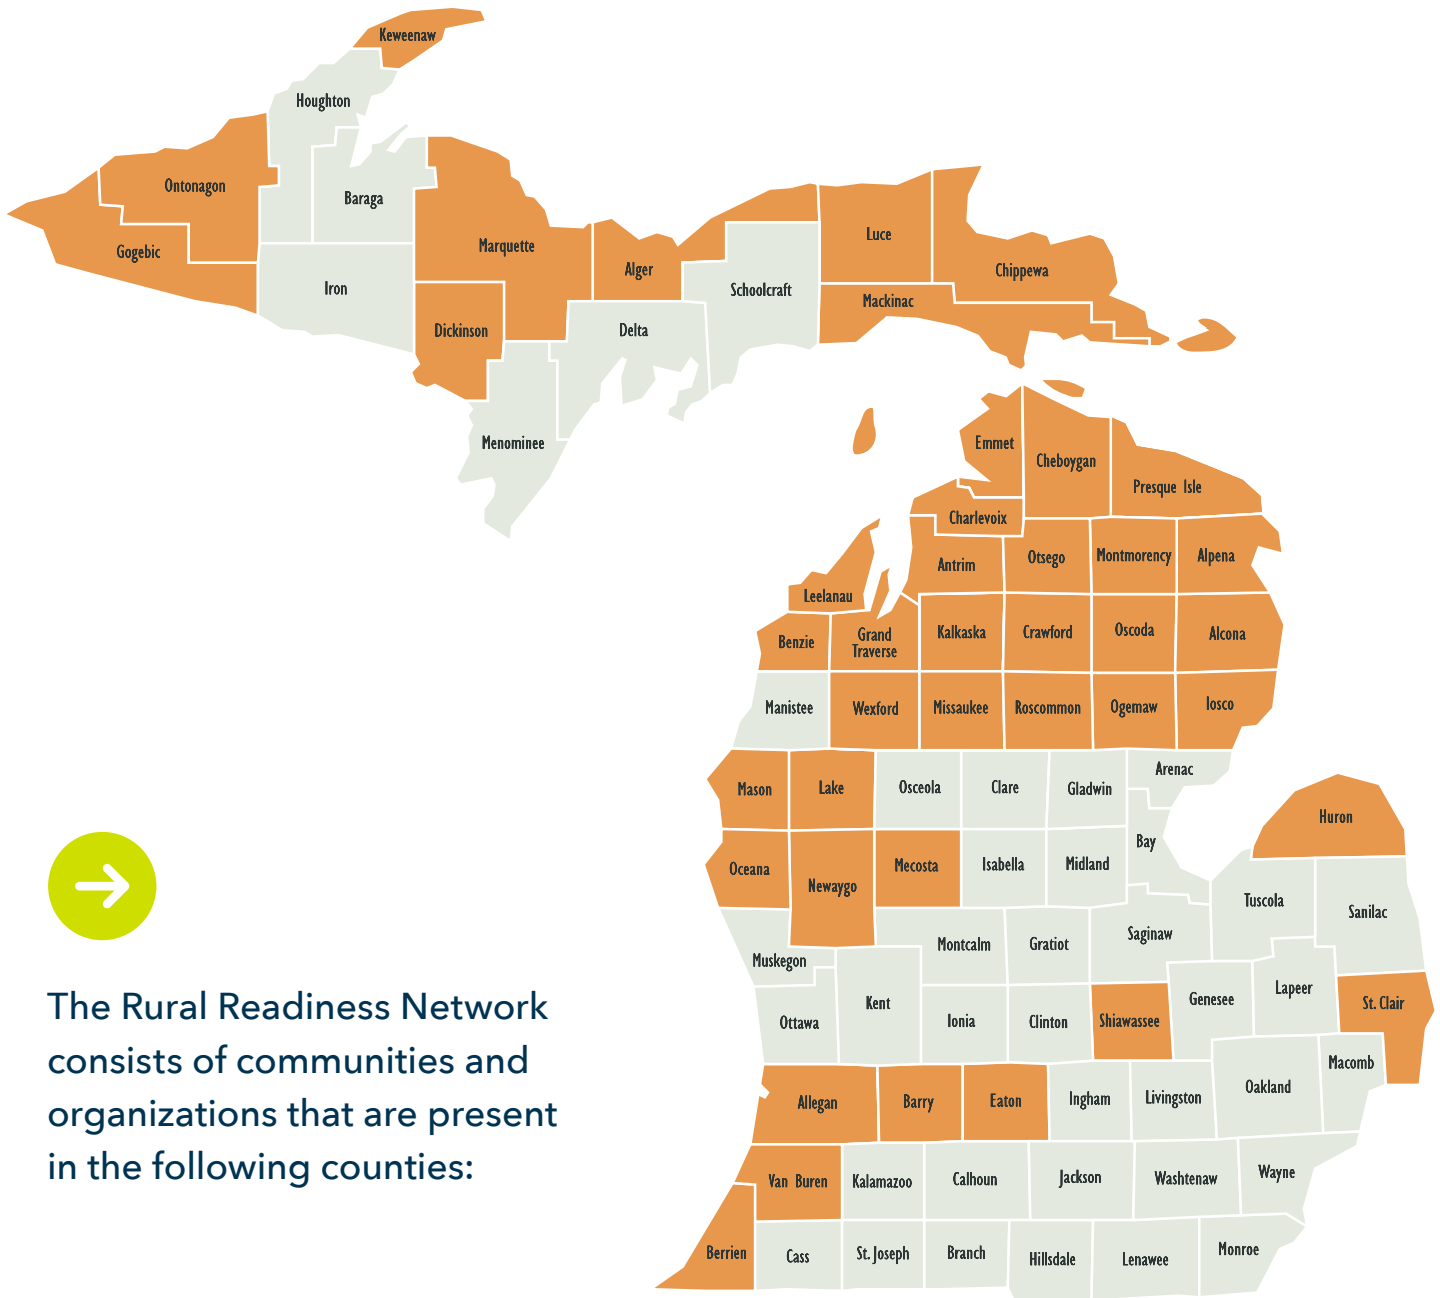 Keweenaw
Houghton
Ontonagon
Baraga
Gogebic
Marquette
Luce
Alger
Chippewa
Iron
Schoolcraft
Mackinac
Dickinson
Delta
Menominee
Emmet
Cheboygan
Presque Isle
Charlevoix
Antrim
Otsego
Montmorency
Alpena
Leelanau
Benzie
Grand
Traverse
Kalkaska
Crawford
Oscoda
Alcona
Manistee
Wexford
Missaukee
Roscommon
Ogemaw
Iosco
Mason
Lake
Osceola
Clare
Gladwin
Arenac
Huron
Oceana
Newaygo
Mecosta
Isabella
Midland
Bay
Tuscola
Sanilac
Muskegon
Montcalm
Gratiot
Saginaw
Ottawa
Kent
Ionia
Clinton
Shiawassee
Genesee
Lapeer
St. Clair
Allegan
Barry
Eaton
Ingham
Livingston
Oakland
Macomb
Van Buren
Kalamazoo
Calhoun
Jackson
Washtenaw
Wayne
Berrien
Cass
St. Joseph
Branch
Hillsdale
Lenawee
Monroe
The Rural Readiness Network
consists of communities and
organizations that are present
in the following counties: